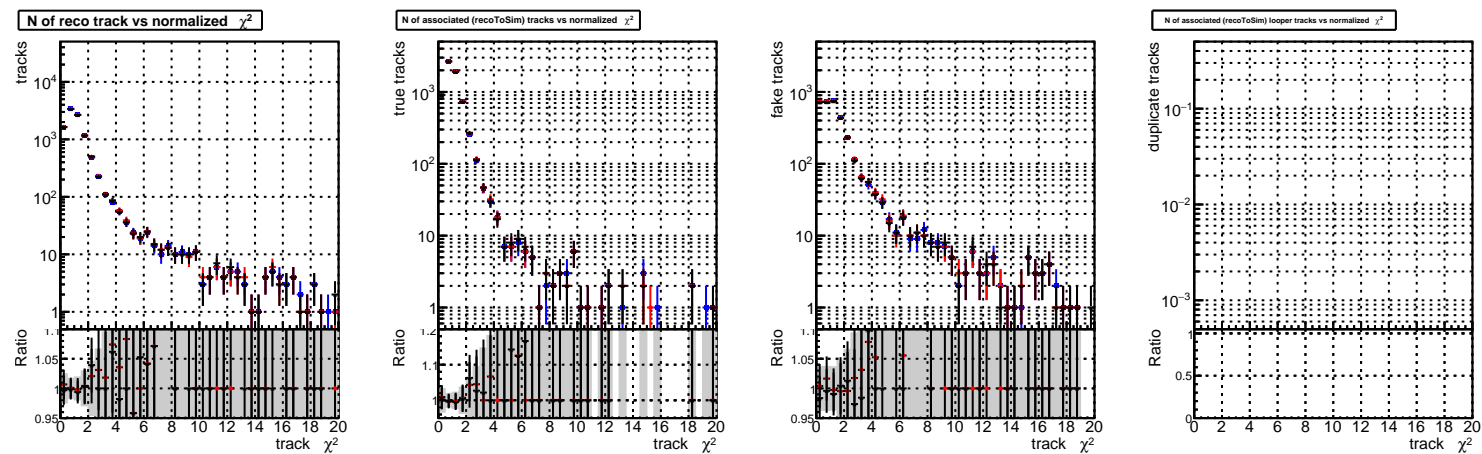 N of reco track vs normalized χ²
tracks
10⁴
10³
10²
10
1
Ratio
1.1
1.05
1
0.95
0 2 4 6 8 10 12 14 16 18 20
track χ²
N of associated (recoToSim) tracks vs normalized χ²
true tracks
10³
10²
10
1
Ratio
1.2
1.1
1
0 2 4 6 8 10 12 14 16 18 20
track χ²
fake tracks
10³
10²
10
1
Ratio
1.1
1.05
1
0.95
0 2 4 6 8 10 12 14 16 18 20
track χ²
N of associated (recoToSim) looper tracks vs normalized χ²
duplicate tracks
10⁻¹
10⁻²
10⁻³
Ratio
1
0.5
0
0 2 4 6 8 10 12 14 16 18 20
track χ²